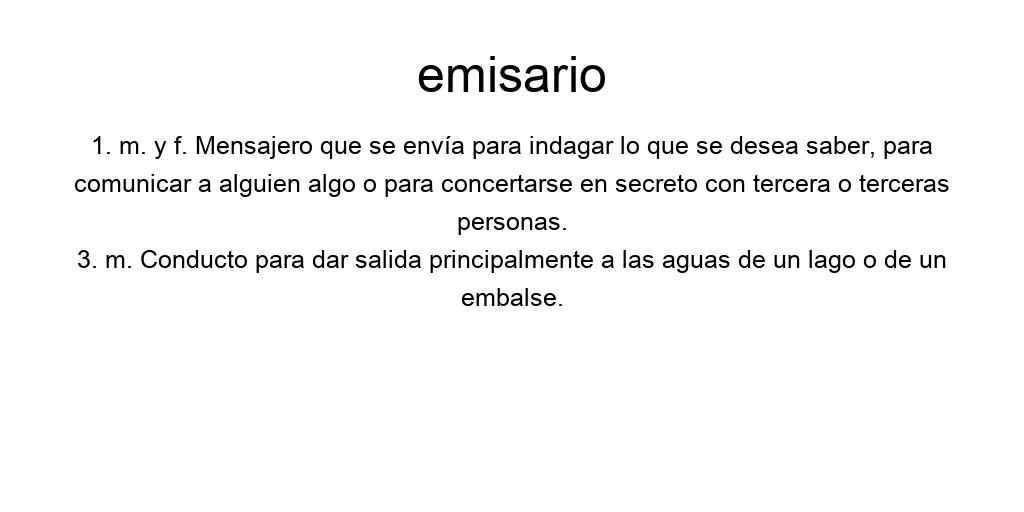 emisario
1. m. y f. Mensajero que se envía para indagar lo que se desea saber, para
comunicar a alguien algo o para concertarse en secreto con tercera o terceras
personas.
3. m. Conducto para dar salida principalmente a las aguas de un lago o de un
embalse.